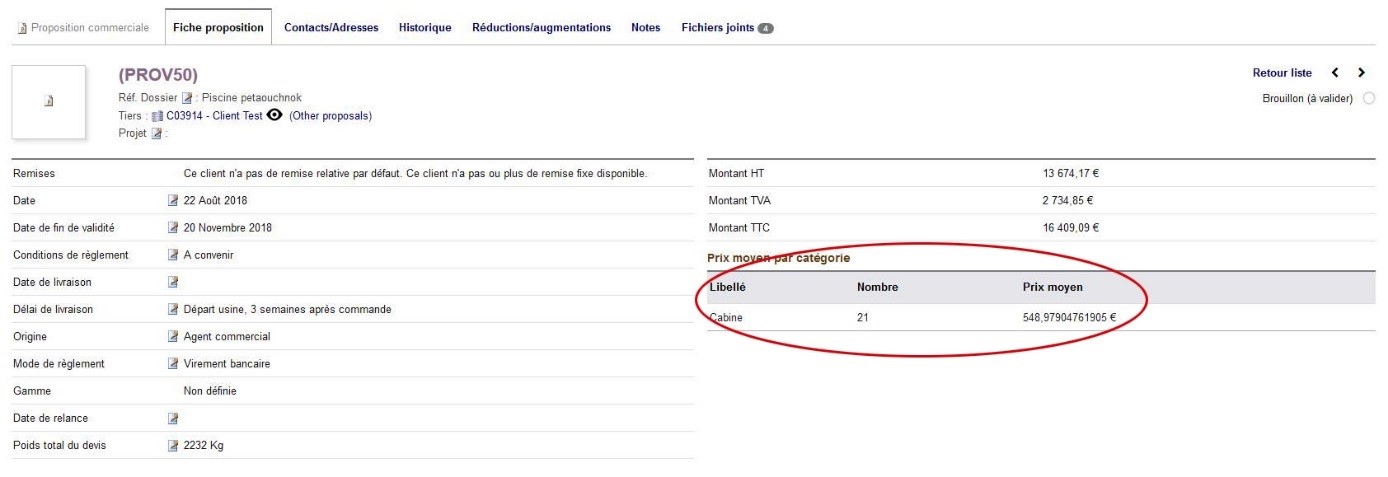 Proposition commerciale Fiche proposition Contacts/Adresses Historique Réductions/augmentations Notes Fichiers joints 4
(PROV50)
Réf. Dossier : Piscine petaouchnok
Tiers : C03914 - Client Test (Other proposals)
Projet :
Retour liste
Brouillon (à valider)
Remises Ce client n'a pas de remise relative par défaut. Ce client n'a pas ou plus de remise fixe disponible.
Date 22 Août 2018
Date de fin de validité 20 Novembre 2018
Conditions de règlement A convenir
Date de livraison
Délai de livraison Départ usine, 3 semaines après commande
Origine Agent commercial
Mode de règlement Virement bancaire
Gamme Non définie
Date de relance
Poids total du devis 2232 Kg
Montant HT 13 674,17 €
Montant TVA 2 734,85 €
Montant TTC 16 409,09 €
Prix moyen par catégorie
Libellé Nombre Prix moyen
Cabine 21 548,97904761905 €